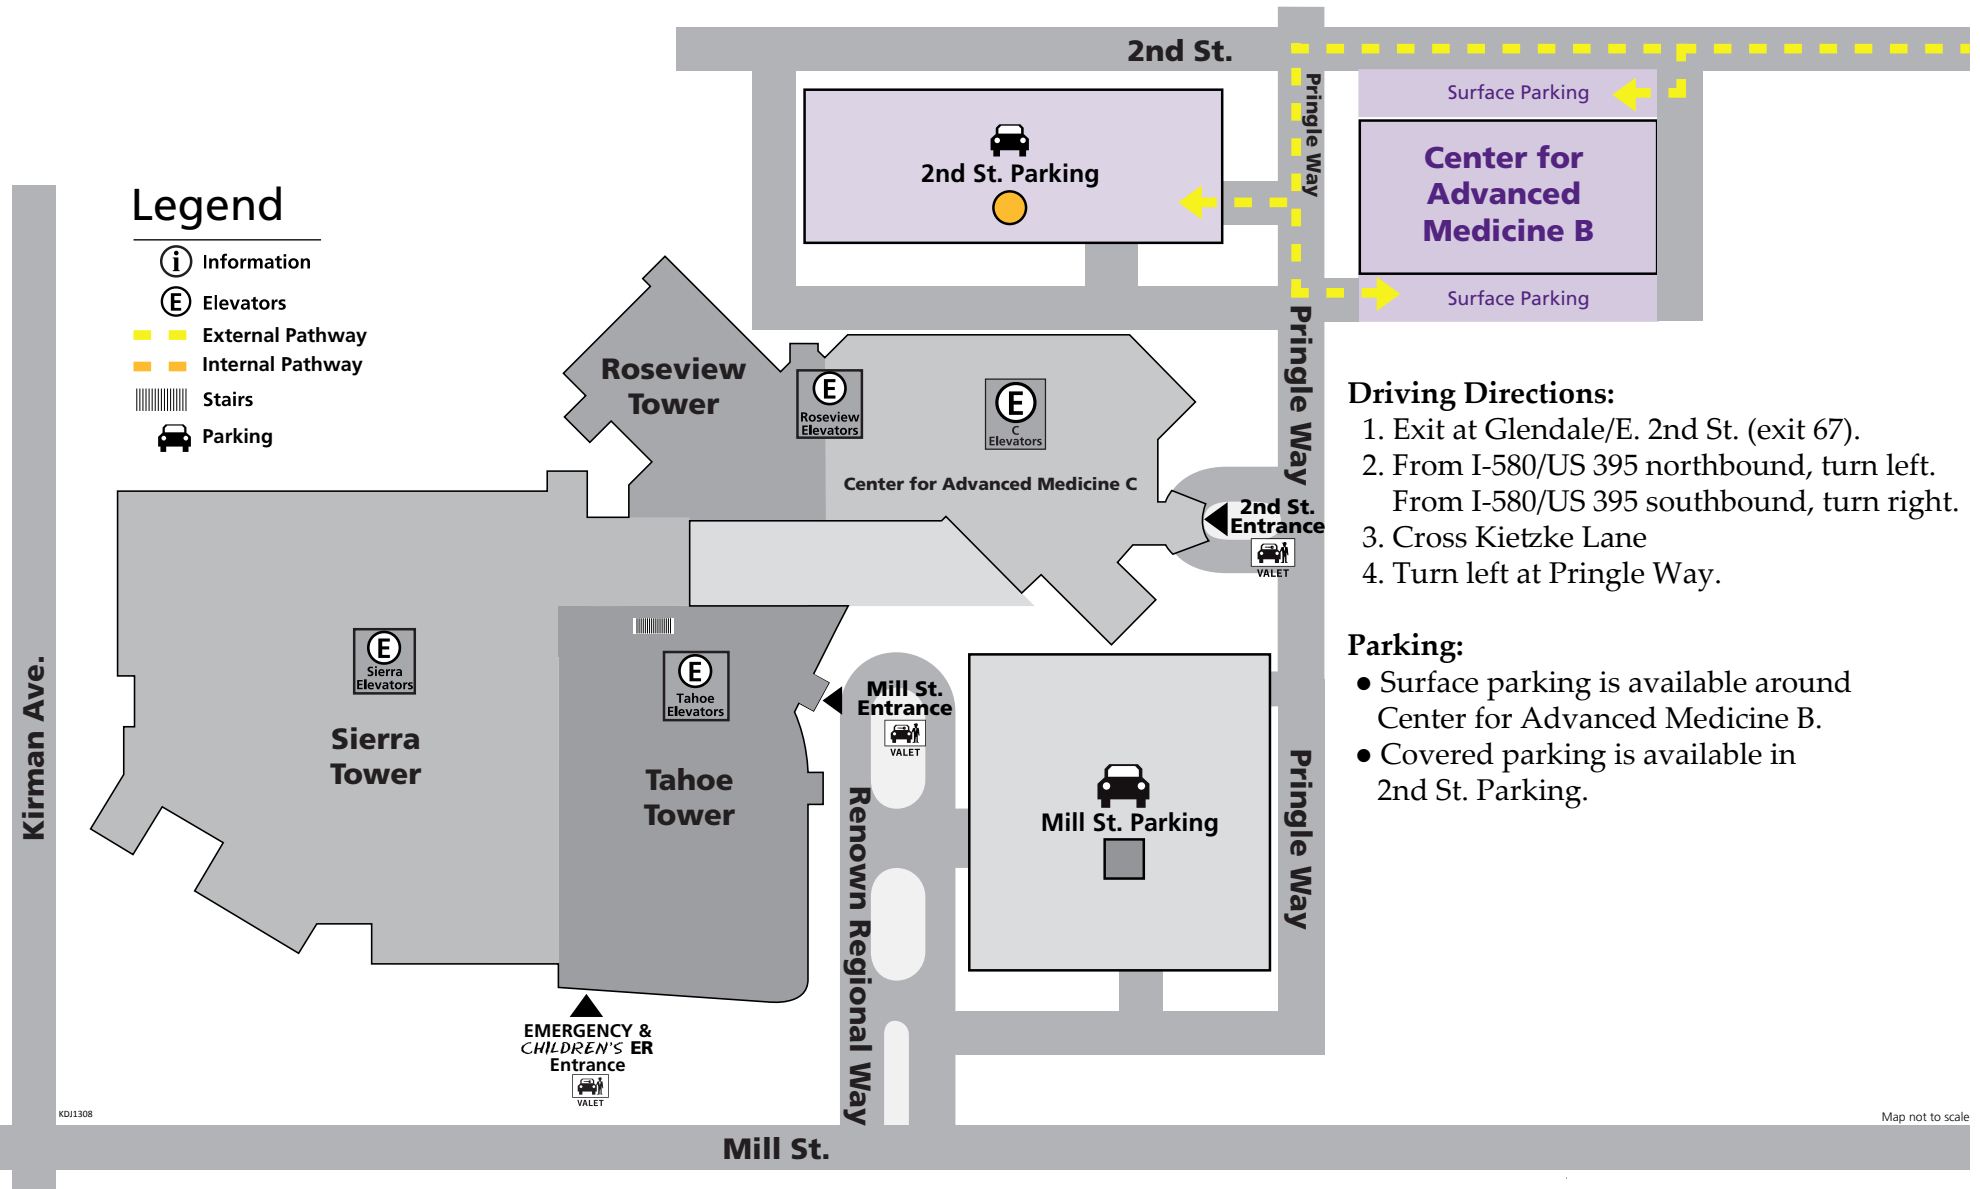 2nd St.
Pringle Way
Surface Parking
Center for
Advanced
Medicine B
Surface Parking
2nd St. Parking
Legend
i Information
E Elevators
External Pathway
Internal Pathway
Stairs
Parking
Roseview
Tower
E
Roseview
Elevators
E
C
Elevators
Center for Advanced Medicine C
Pringle Way
2nd St.
Entrance
VALET
Driving Directions:
1. Exit at Glendale/E. 2nd St. (exit 67).
2. From I-580/US 395 northbound, turn left.
From I-580/US 395 southbound, turn right.
3. Cross Kietzke Lane
4. Turn left at Pringle Way.
Parking:
● Surface parking is available around
Center for Advanced Medicine B.
● Covered parking is available in
2nd St. Parking.
Kirman Ave.
E
Sierra
Elevators
Sierra
Tower
E
Tahoe
Elevators
Tahoe
Tower
Mill St.
Entrance
VALET
Renown Regional Way
Mill St. Parking
Pringle Way
EMERGENCY &
CHILDREN'S ER
Entrance
VALET
KDJ1308
Mill St.
Map not to scale